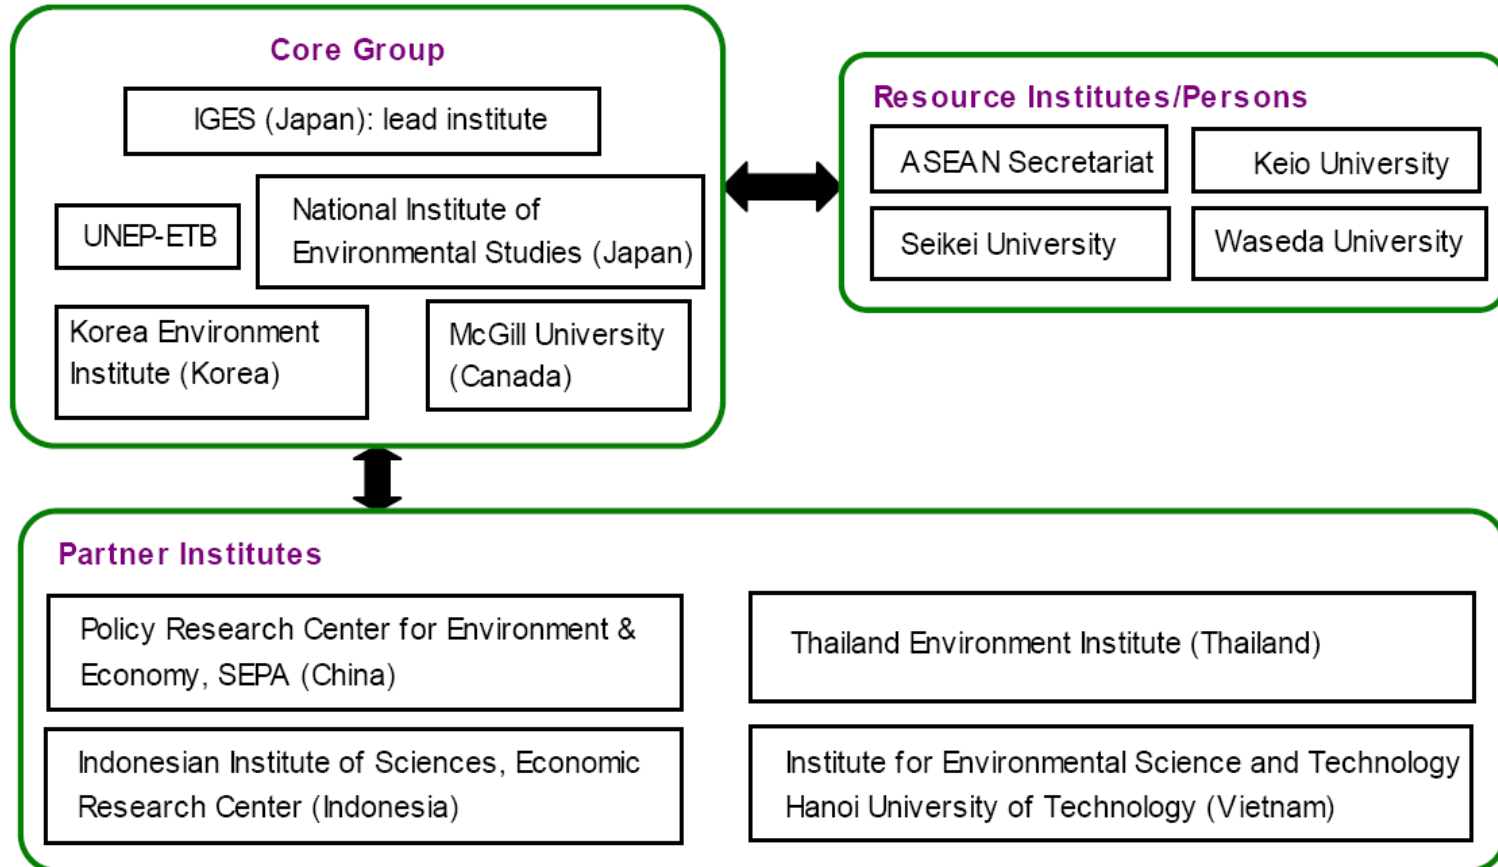 Core Group
IGES (Japan): lead institute
UNEP-ETB
National Institute of
Environmental Studies (Japan)
Korea Environment
Institute (Korea)
McGill University
(Canada)
Resource Institutes/Persons
ASEAN Secretariat
Keio University
Seikei University
Waseda University
Partner Institutes
Policy Research Center for Environment &
Economy, SEPA (China)
Thailand Environment Institute (Thailand)
Indonesian Institute of Sciences, Economic
Research Center (Indonesia)
Institute for Environmental Science and Technology
Hanoi University of Technology (Vietnam)